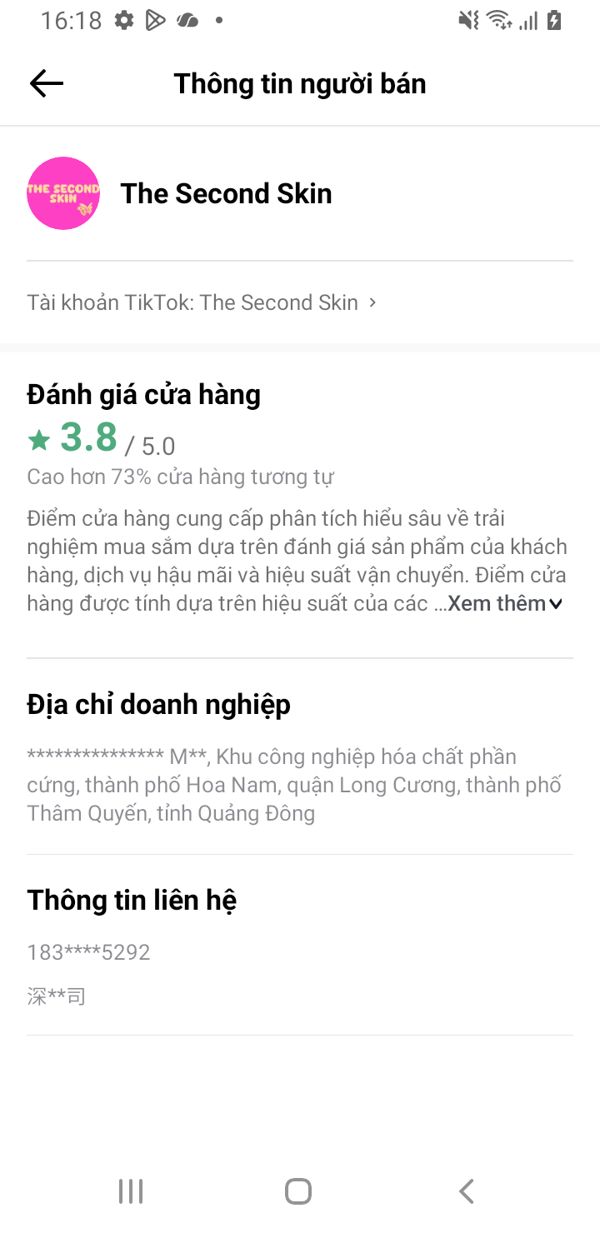 16:18
Thông tin người bán
THE SECOND
SKIN
The Second Skin
Tài khoản TikTok: The Second Skin
Đánh giá cửa hàng
3.8 / 5.0
Cao hơn 73% cửa hàng tương tự
Điểm cửa hàng cung cấp phân tích hiểu sâu về trải
nghiệm mua sắm dựa trên đánh giá sản phẩm của khách
hàng, dịch vụ hậu mãi và hiệu suất vận chuyển. Điểm cửa
hàng được tính dựa trên hiệu suất của các ...Xem thêm
Địa chỉ doanh nghiệp
*************** M**, Khu công nghiệp hóa chất phần
cứng, thành phố Hoa Nam, quận Long Cương, thành phố
Thâm Quyến, tỉnh Quảng Đông
Thông tin liên hệ
183****5292
深**司